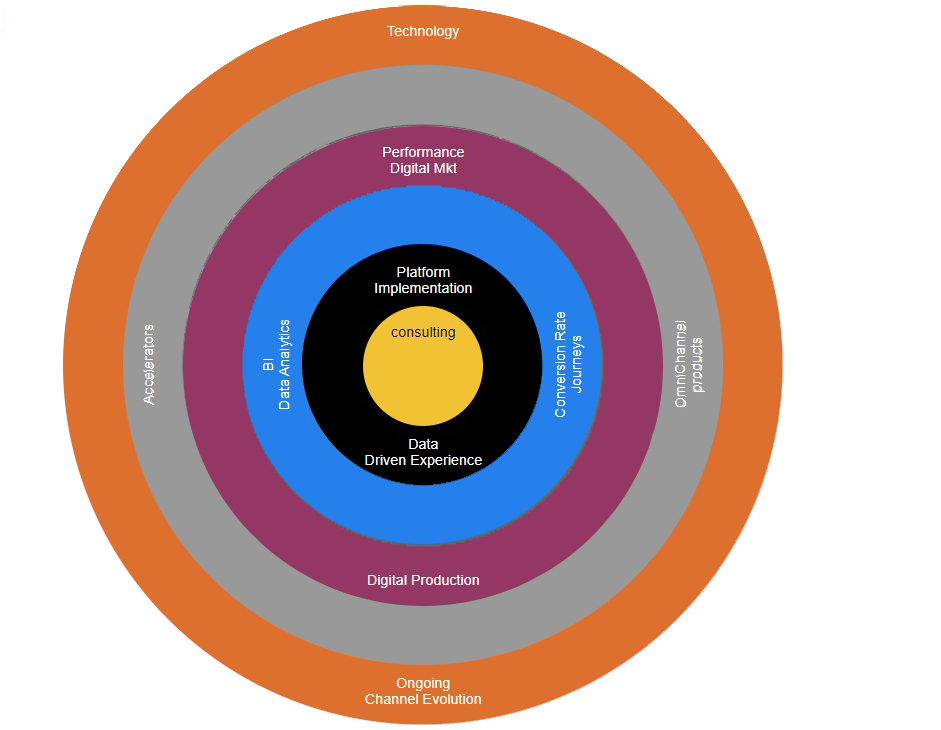 Technology
Performance
Digital Mkt
Platform
Implementation
consulting
Accelerators
BI
Data Analytics
Conversion Rate
Journeys
OmniChannel
products
Data
Driven Experience
Digital Production
Ongoing
Channel Evolution